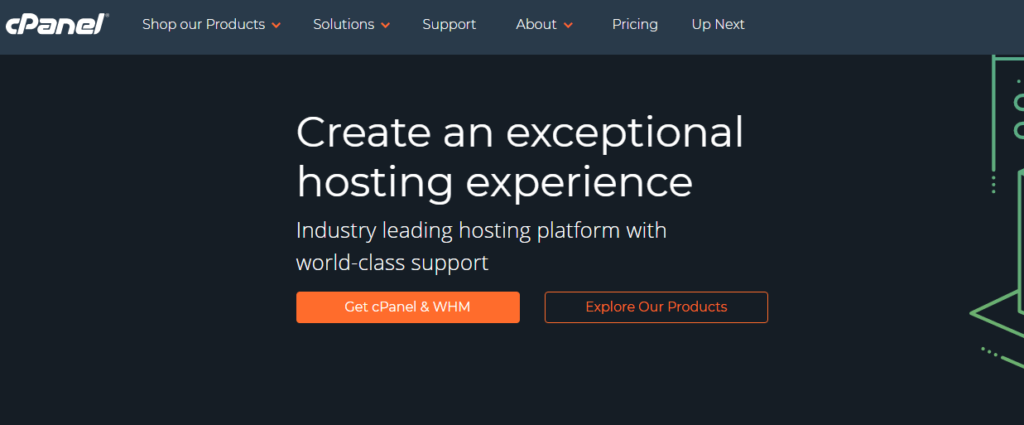 cPanel®
Shop our Products
Solutions
Support
About
Pricing
Up Next
Create an exceptional
hosting experience
Industry leading hosting platform with
world-class support
Get cPanel & WHM
Explore Our Products